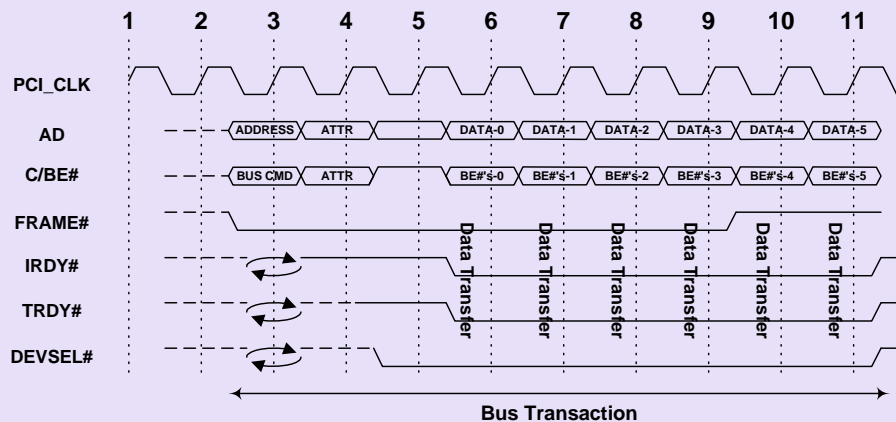 1 2 3 4 5 6 7 8 9 10 11
PCI_CLK
AD ADDRESS ATTR DATA-0 DATA-1 DATA-2 DATA-3 DATA-4 DATA-5
C/BE# BUS CMD ATTR BE#'s-0 BE#'s-1 BE#'s-2 BE#'s-3 BE#'s-4 BE#'s-5
FRAME#
IRDY#
TRDY#
DEVSEL#
Data Transfer
Data Transfer
Data Transfer
Data Transfer
Data Transfer
Data Transfer
Bus Transaction